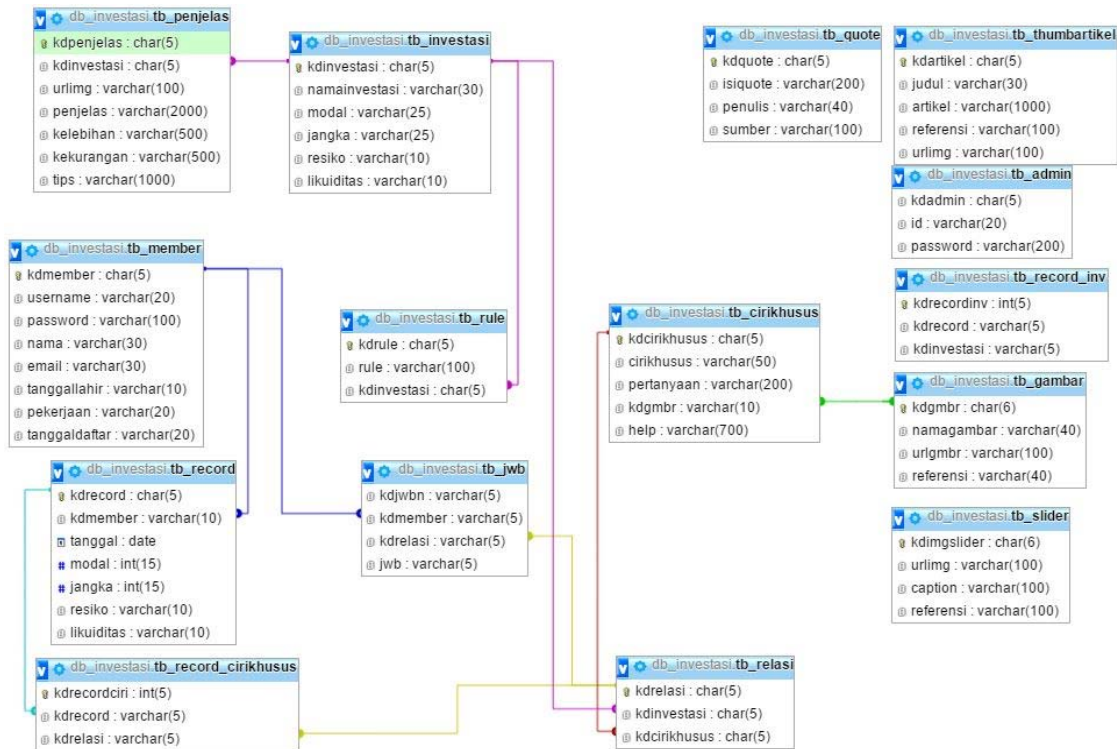 db_investasi.tb_penjelas
kdpenjelas : char(5)
kdinvestasi : char(5)
urlimg : varchar(100)
penjelas : varchar(2000)
kelebihan : varchar(500)
kekurangan : varchar(500)
tips : varchar(1000)
db_investasi.tb_investasi
kdinvestasi : char(5)
namainvestasi : varchar(30)
modal : varchar(25)
jangka : varchar(25)
resiko : varchar(10)
likuiditas : varchar(10)
db_investasi.tb_quote
kdquote : char(5)
isiquote : varchar(200)
penulis : varchar(40)
sumber : varchar(100)
db_investasi.tb_thumbartikel
kdartikel : char(5)
judul : varchar(30)
artikel : varchar(1000)
referensi : varchar(100)
urlimg : varchar(100)
db_investasi.tb_admin
kdadmin : char(5)
id : varchar(20)
password : varchar(200)
db_investasi.tb_member
kdmember : char(5)
username : varchar(20)
password : varchar(100)
nama : varchar(30)
email : varchar(30)
tanggallahir : varchar(10)
pekerjaan : varchar(20)
tanggaldaftar : varchar(20)
db_investasi.tb_rule
kdrule : char(5)
rule : varchar(100)
kdinvestasi : char(5)
db_investasi.tb_cirikhusus
kdcirikhusus : char(5)
cirikhusus : varchar(50)
pertanyaan : varchar(200)
kdgmbr : varchar(10)
help : varchar(700)
db_investasi.tb_record_inv
kdrecordinv : int(5)
kdrecord : varchar(5)
kdinvestasi : varchar(5)
db_investasi.tb_gambar
kdgmbr : char(6)
namagambar : varchar(40)
urlgmbr : varchar(100)
referensi : varchar(40)
db_investasi.tb_record
kdrecord : char(5)
kdmember : varchar(10)
tanggal : date
modal : int(15)
jangka : int(15)
resiko : varchar(10)
likuiditas : varchar(10)
db_investasi.tb_jwb
kdjwbn : varchar(5)
kdmember : varchar(5)
kdrelasi : varchar(5)
jwb : varchar(5)
db_investasi.tb_slider
kdimgslider : char(6)
urlimg : varchar(100)
caption : varchar(100)
referensi : varchar(100)
db_investasi.tb_record_cirikhusus
kdrecordciri : int(5)
kdrecord : varchar(5)
kdrelasi : varchar(5)
db_investasi.tb_relasi
kdrelasi : char(5)
kdinvestasi : char(5)
kdcirikhusus : char(5)